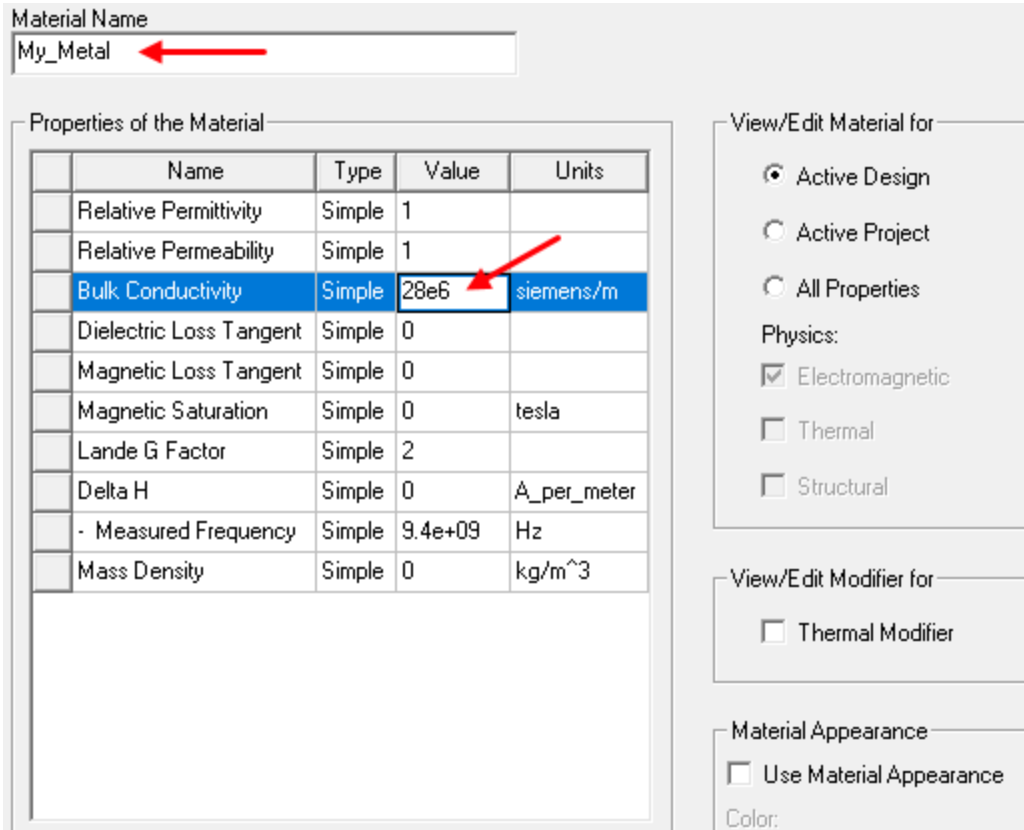 Material Name
My_Metal
Properties of the Material
Name Type Value Units
Relative Permittivity Simple 1
Relative Permeability Simple 1
Bulk Conductivity Simple 28e6 siemens/m
Dielectric Loss Tangent Simple 0
Magnetic Loss Tangent Simple 0
Magnetic Saturation Simple 0 tesla
Lande G Factor Simple 2
Delta H Simple 0 A_per_meter
- Measured Frequency Simple 9.4e+09 Hz
Mass Density Simple 0 kg/m^3
View/Edit Material for
Active Design
Active Project
All Properties
Physics:
Electromagnetic
Thermal
Structural
View/Edit Modifier for
Thermal Modifier
Material Appearance
Use Material Appearance
Color: